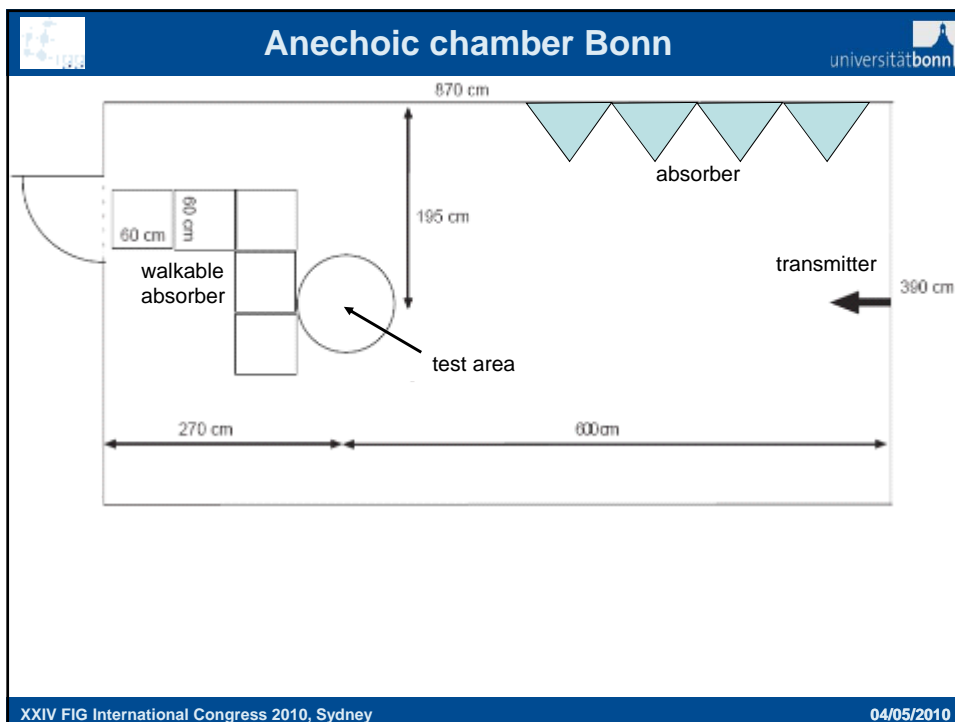 Anechoic chamber Bonn
universitätbonn
870 cm
absorber
195 cm
60 cm
60 cm
walkable
absorber
transmitter
390 cm
test area
270 cm
600cm
XXIV FIG International Congress 2010, Sydney
04/05/2010